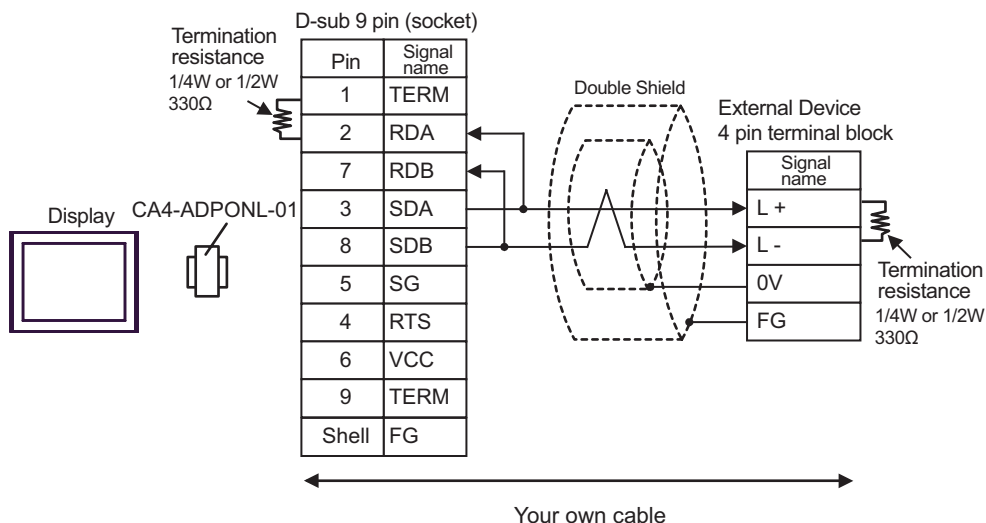 D-sub 9 pin (socket)
Termination
resistance
1/4W or 1/2W
330Ω
Pin Signal name
1 TERM
2 RDA
7 RDB
3 SDA
8 SDB
5 SG
4 RTS
6 VCC
9 TERM
Shell FG
Display
CA4-ADPONL-01
Double Shield
External Device
4 pin terminal block
Signal
name
L +
L -
0V
FG
Termination
resistance
1/4W or 1/2W
330Ω
Your own cable